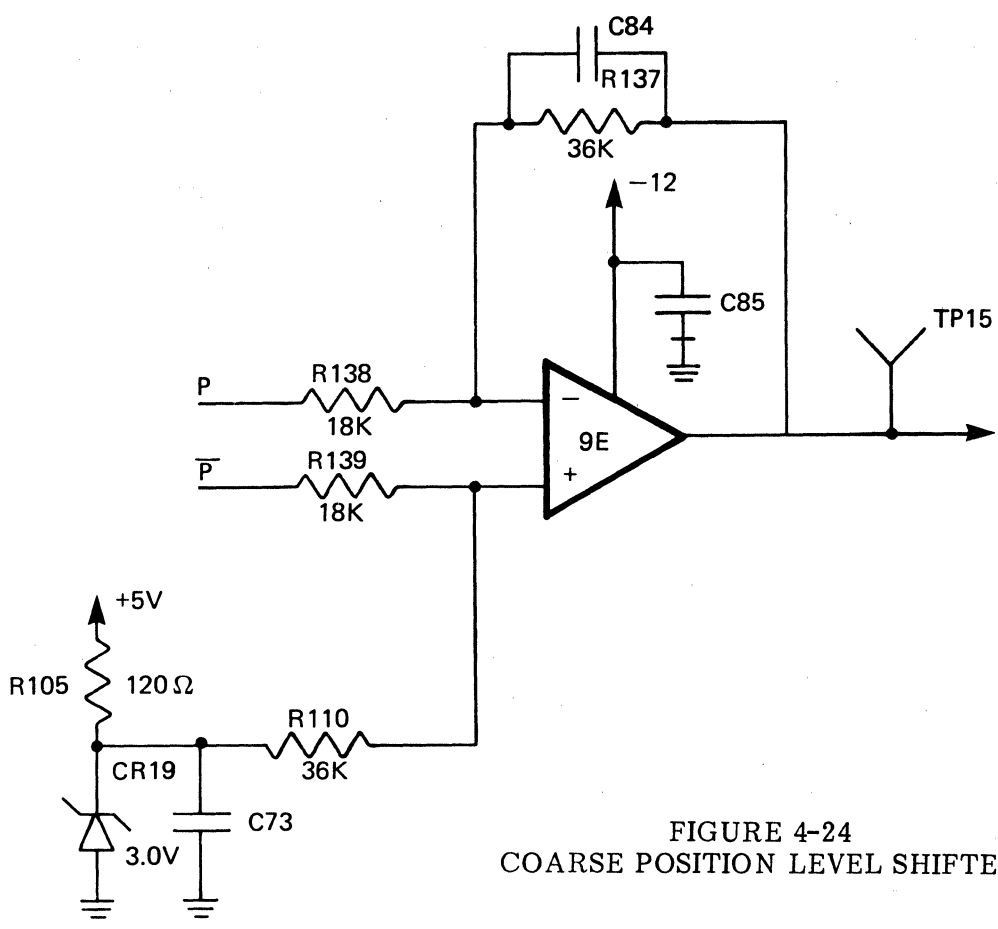 C84
R137
36K
−12
C85
TP15
P
R138
18K
−
9E
+
P̅
R139
18K
+5V
R105
120Ω
R110
36K
CR19
3.0V
C73
FIGURE 4-24
COARSE POSITION LEVEL SHIFTE